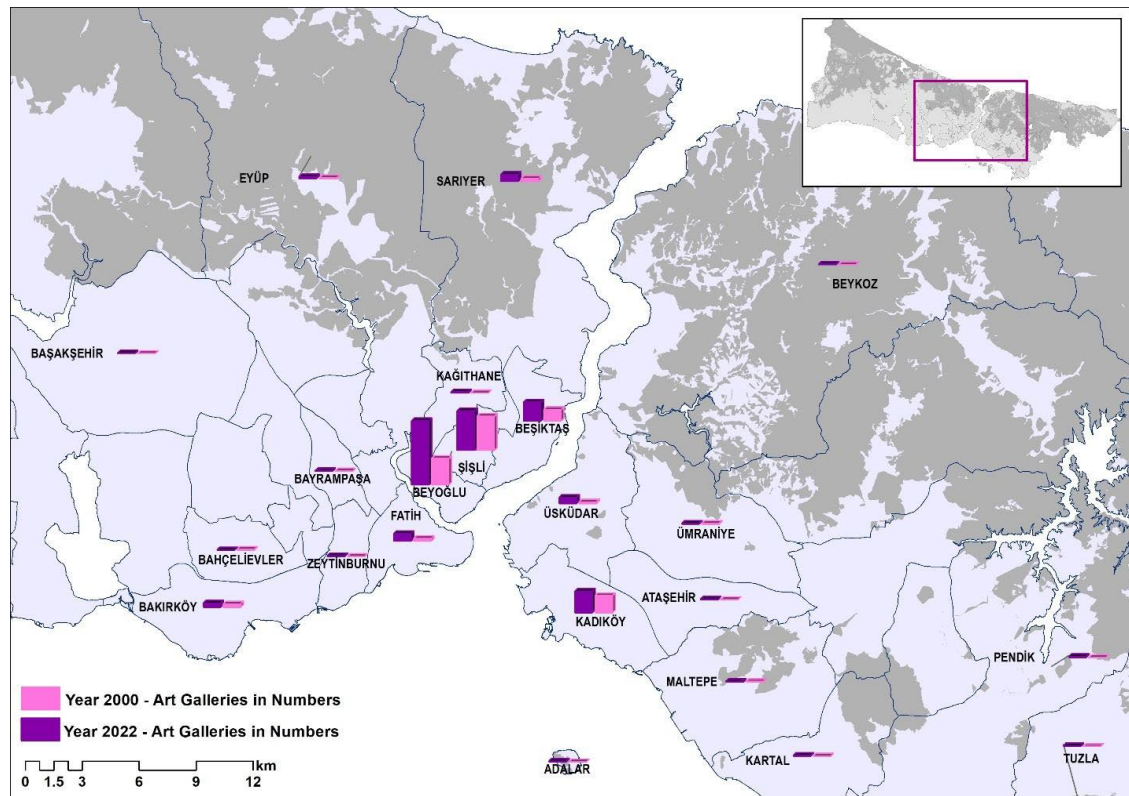 EYÜP
SARIYER
BEYKOZ
BAŞAKŞEHİR
KAĞITHANE
BEŞİKTAŞ
ŞİŞLİ
BAYRAMPAŞA
BEYOĞLU
FATİH
ÜSKÜDAR
ÜMRANİYE
BAHÇELİEVLER
ZEYTİNBURNU
BAKIRKÖY
ATAŞEHİR
KADIKÖY
PENDİK
MALTEPE
KARTAL
TUZLA
ADALAR
Year 2000 - Art Galleries in Numbers
Year 2022 - Art Galleries in Numbers
km
0 1.5 3 6 9 12